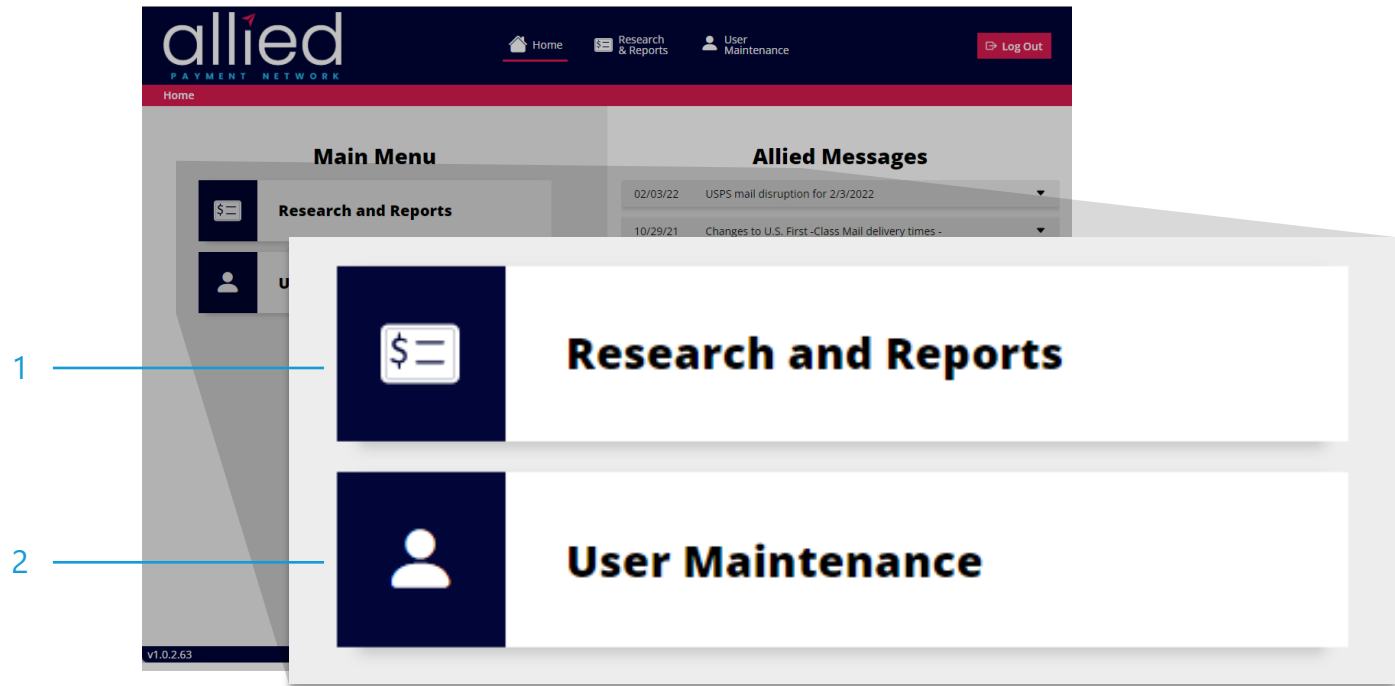 allied
PAYMENT NETWORK
Home
Research
& Reports
User
Maintenance
Log Out
Home
Main Menu
Research and Reports
U
Allied Messages
02/03/22 USPS mail disruption for 2/3/2022
10/29/21 Changes to U.S. First -Class Mail delivery times -
1
Research and Reports
2
User Maintenance
v1.0.2.63